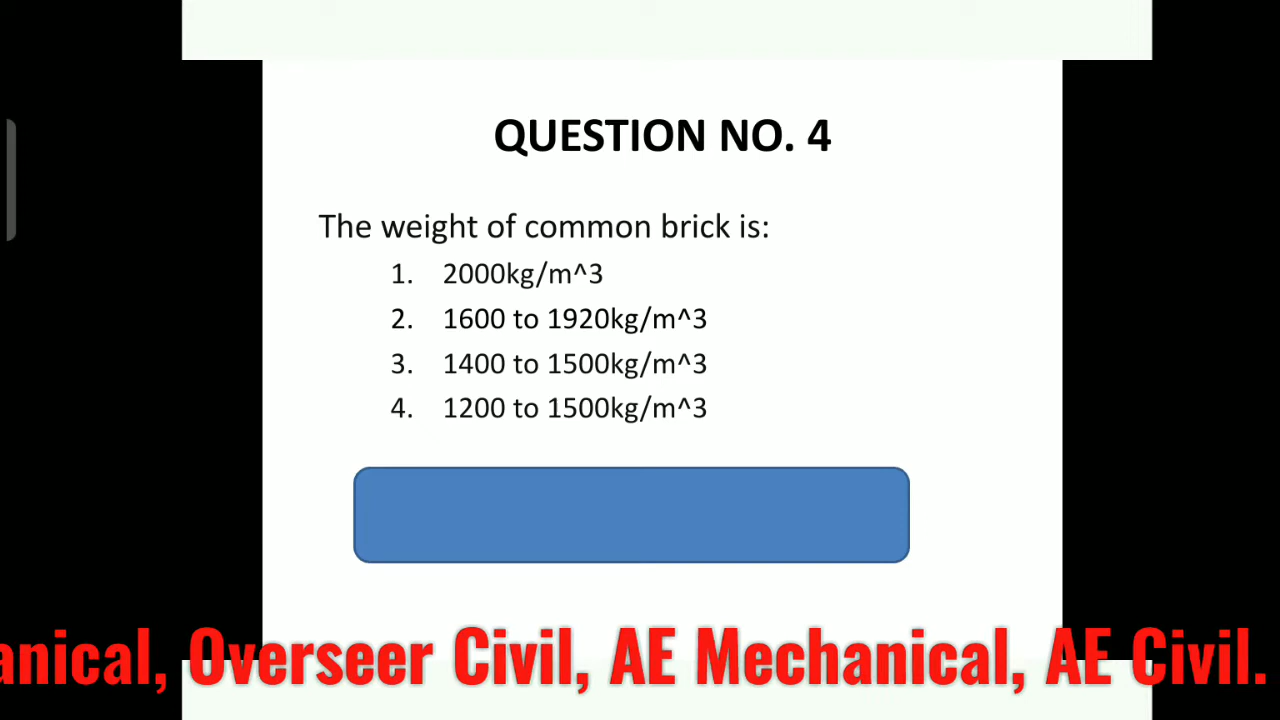 QUESTION NO. 4
The weight of common brick is:
1. 2000kg/m^3
2. 1600 to 1920kg/m^3
3. 1400 to 1500kg/m^3
4. 1200 to 1500kg/m^3
anical, Overseer Civil, AE Mechanical, AE Civil.